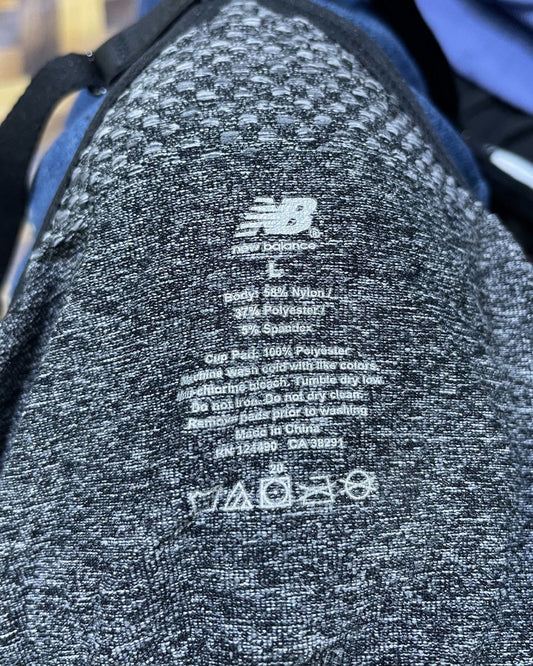 NB
new balance
L
Body: 58% Nylon /
37% Polyester /
5% Spandex
Cup Pad: 100% Polyester
Machine wash cold with like colors.
Non-chlorine bleach. Tumble dry low.
Do not Iron. Do not dry clean.
Remove pads prior to washing
Made in China
RN 124490 CA 38291
20